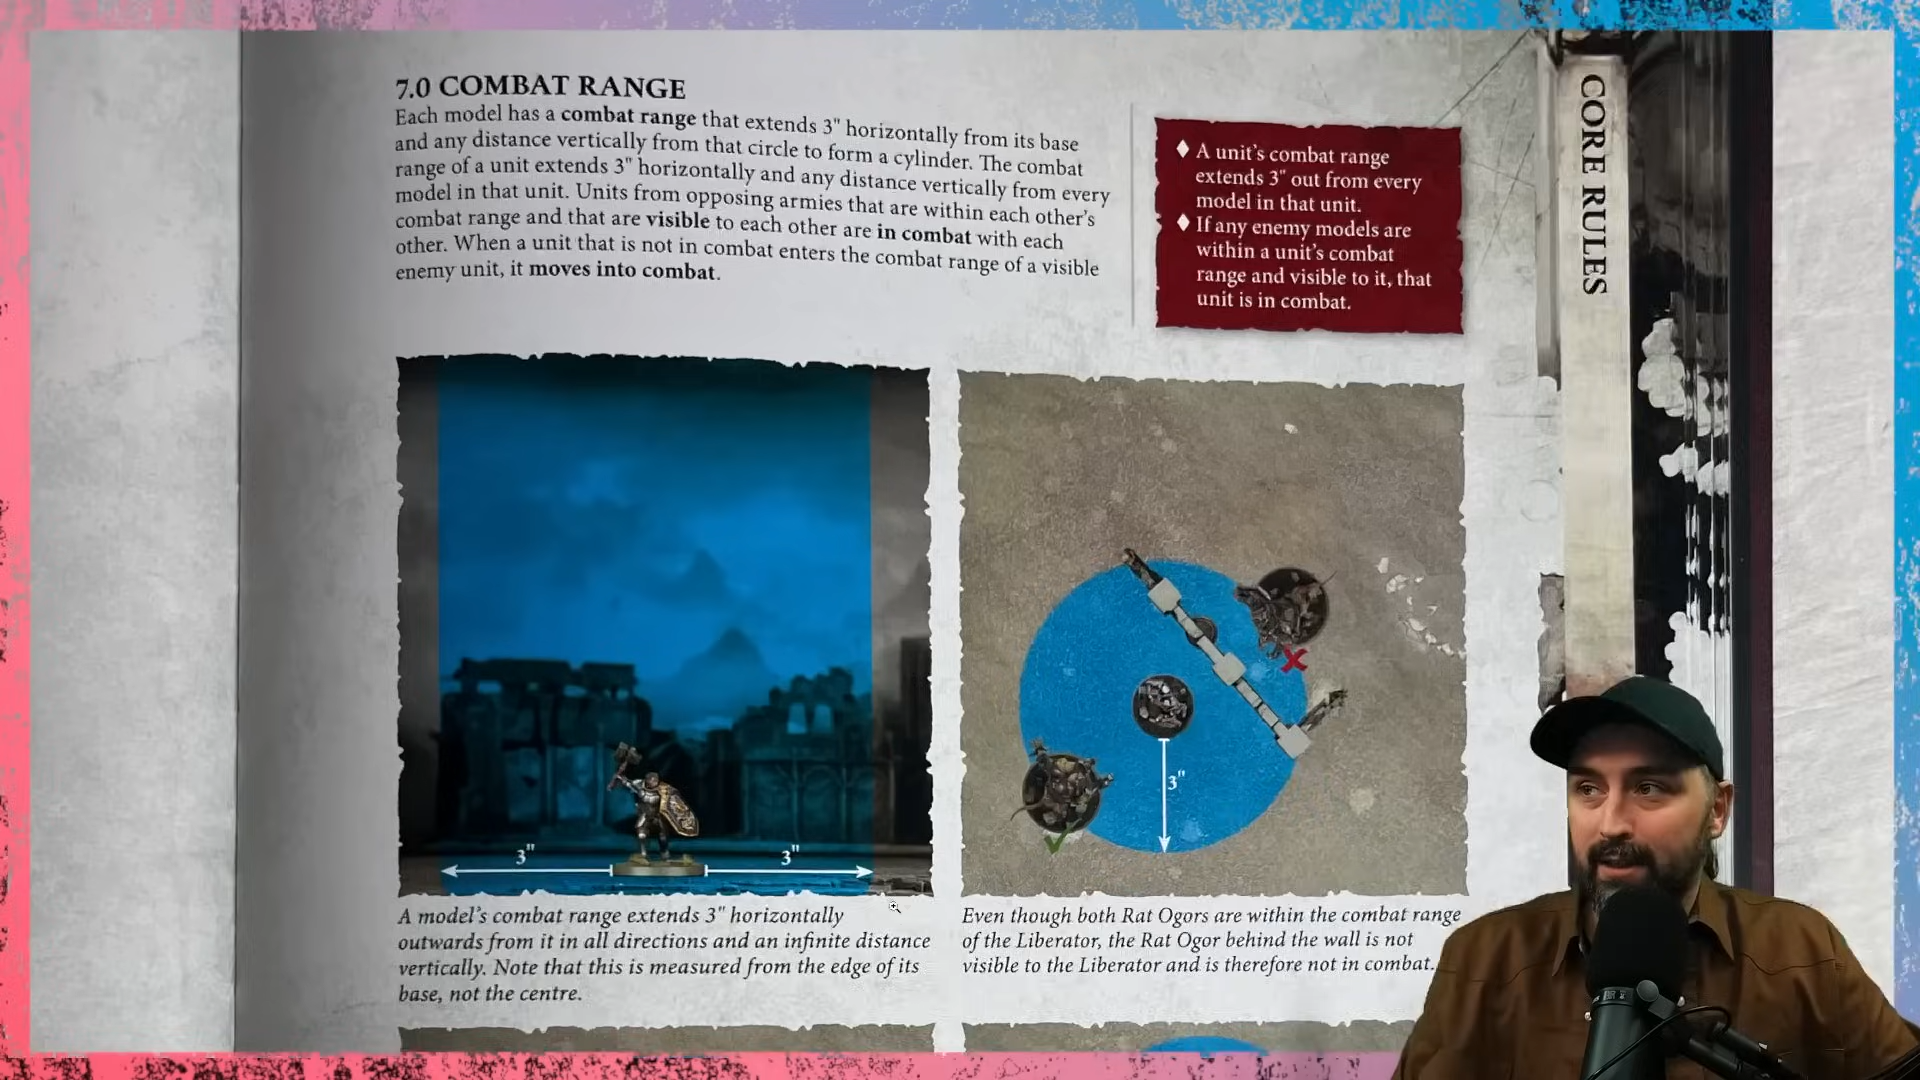 7.0 COMBAT RANGE
Each model has a combat range that extends 3" horizontally from its base
and any distance vertically from that circle to form a cylinder. The combat
range of a unit extends 3" horizontally and any distance vertically from every
model in that unit. Units from opposing armies that are within each other's
combat range and that are visible to each other are in combat with each
other. When a unit that is not in combat enters the combat range of a visible
enemy unit, it moves into combat.
♦ A unit's combat range
extends 3" out from every
model in that unit.
♦ If any enemy models are
within a unit's combat
range and visible to it, that
unit is in combat.
CORE RULES
3"
3"
3"
A model's combat range extends 3" horizontally
outwards from it in all directions and an infinite distance
vertically. Note that this is measured from the edge of its
base, not the centre.
Even though both Rat Ogors are within the combat range
of the Liberator, the Rat Ogor behind the wall is not
visible to the Liberator and is therefore not in combat.